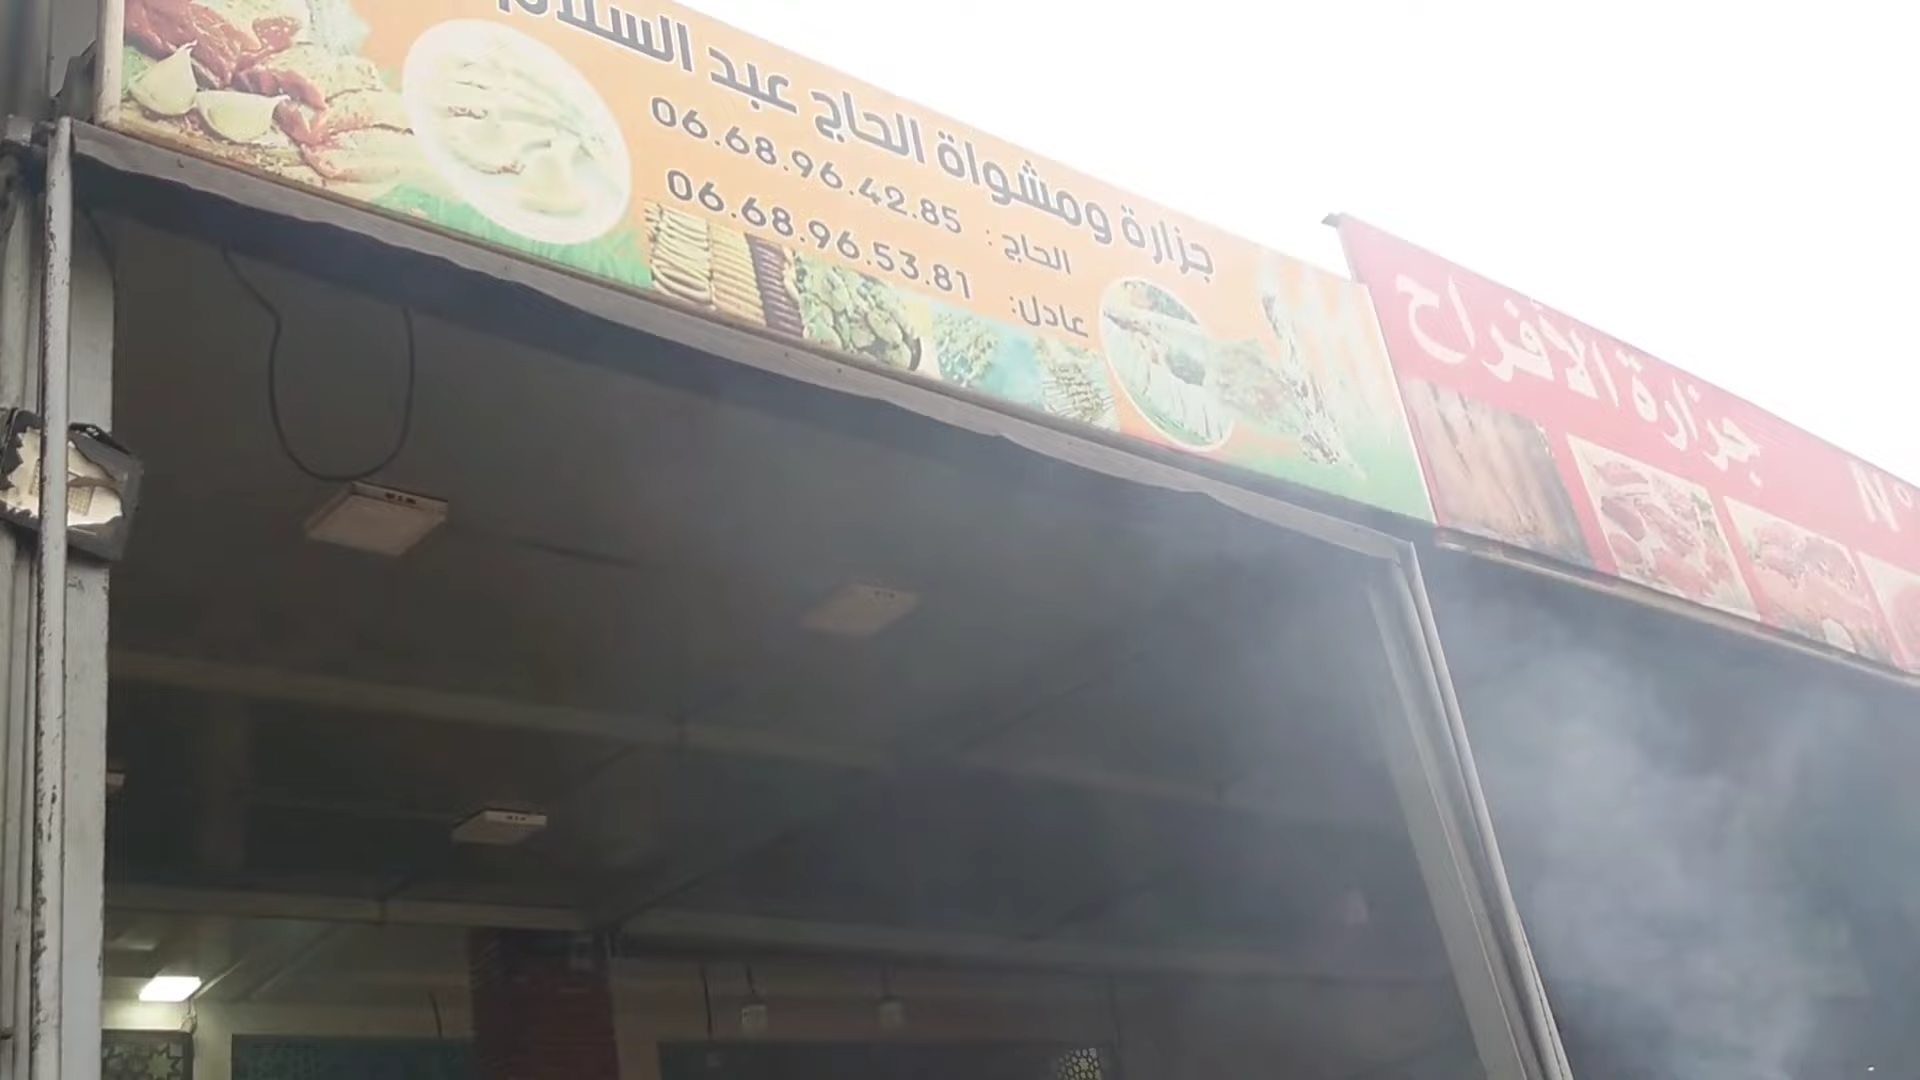 جزارة ومشواة الحاج عبد السلام
الحاج : 06.68.96.42.85
عادل: 06.68.96.53.81
جزارة الأفراح
N°